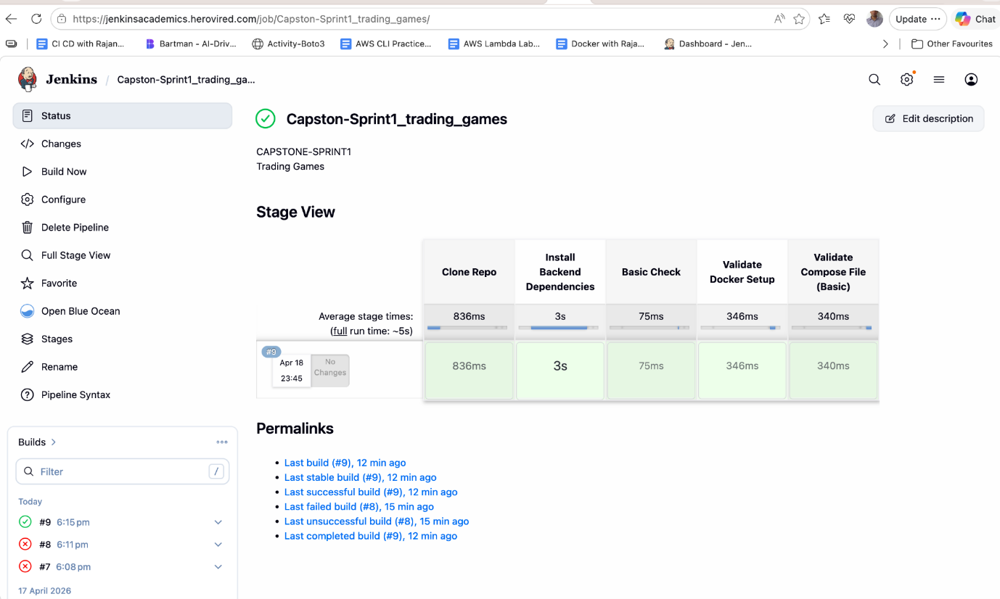 https://jenkinsacademics.herovired.com/job/Capston-Sprint1_trading_games/
Update
Chat
CI CD with Rajan...
Bartman - AI-Driv...
Activity-Boto3
AWS CLI Practice...
AWS Lambda Lab...
Docker with Raja...
Dashboard - Jen...
Other Favourites
Jenkins / Capston-Sprint1_trading_ga...
Status
Changes
Build Now
Configure
Delete Pipeline
Full Stage View
Favorite
Open Blue Ocean
Stages
Rename
Pipeline Syntax
Builds
Filter /
Today
#9 6:15 pm
#8 6:11 pm
#7 6:08 pm
17 April 2026
Capston-Sprint1_trading_games
Edit description
CAPSTONE-SPRINT1
Trading Games
Stage View
Clone Repo
Install
Backend
Dependencies
Basic Check
Validate
Docker Setup
Validate
Compose File
(Basic)
Average stage times:
(full run time: ~5s)
836ms
3s
75ms
346ms
340ms
#9
Apr 18
23:45
No
Changes
836ms
3s
75ms
346ms
340ms
Permalinks
Last build (#9), 12 min ago
Last stable build (#9), 12 min ago
Last successful build (#9), 12 min ago
Last failed build (#8), 15 min ago
Last unsuccessful build (#8), 15 min ago
Last completed build (#9), 12 min ago